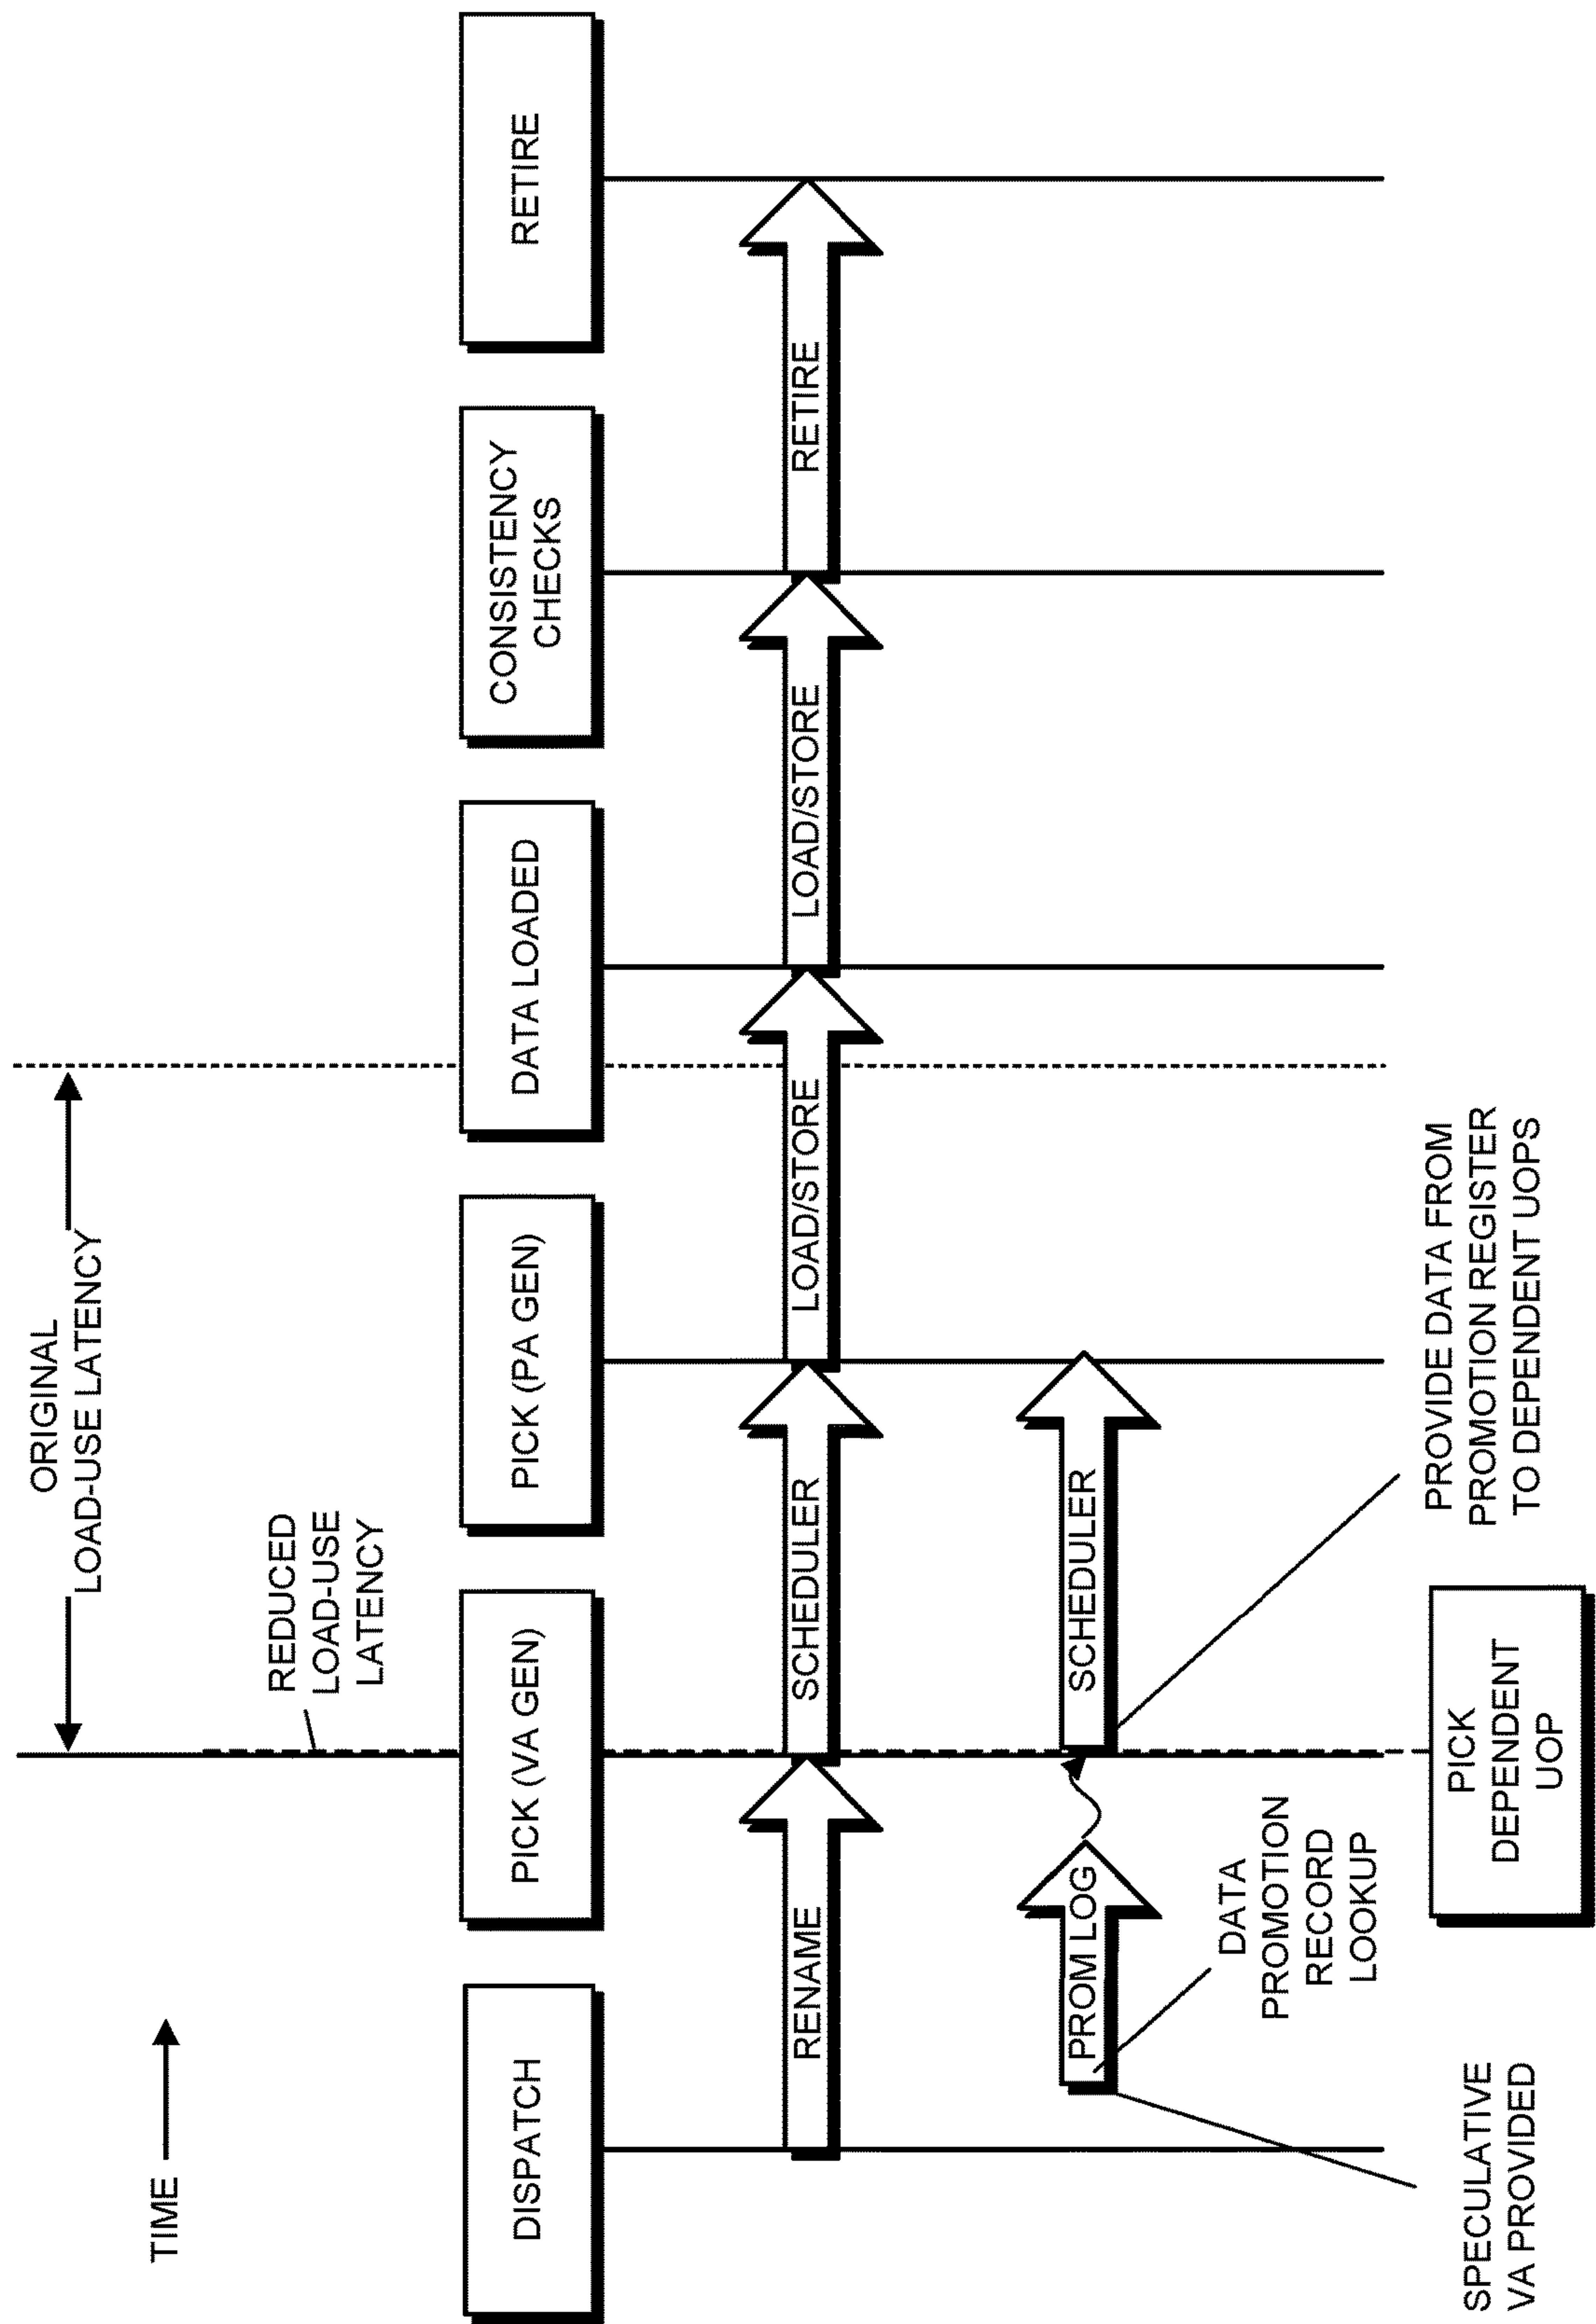 TIME
ORIGINAL
LOAD-USE LATENCY
REDUCED
LOAD-USE
LATENCY
DISPATCH
PICK (VA GEN)
PICK (PA GEN)
DATA LOADED
CONSISTENCY
CHECKS
RETIRE
RENAME
SCHEDULER
LOAD/STORE
LOAD/STORE
RETIRE
PROM LOG
SCHEDULER
DATA
PROMOTION
RECORD
LOOKUP
SPECULATIVE
VA PROVIDED
PICK
DEPENDENT
UOP
PROVIDE DATA FROM
PROMOTION REGISTER
TO DEPENDENT UOPS